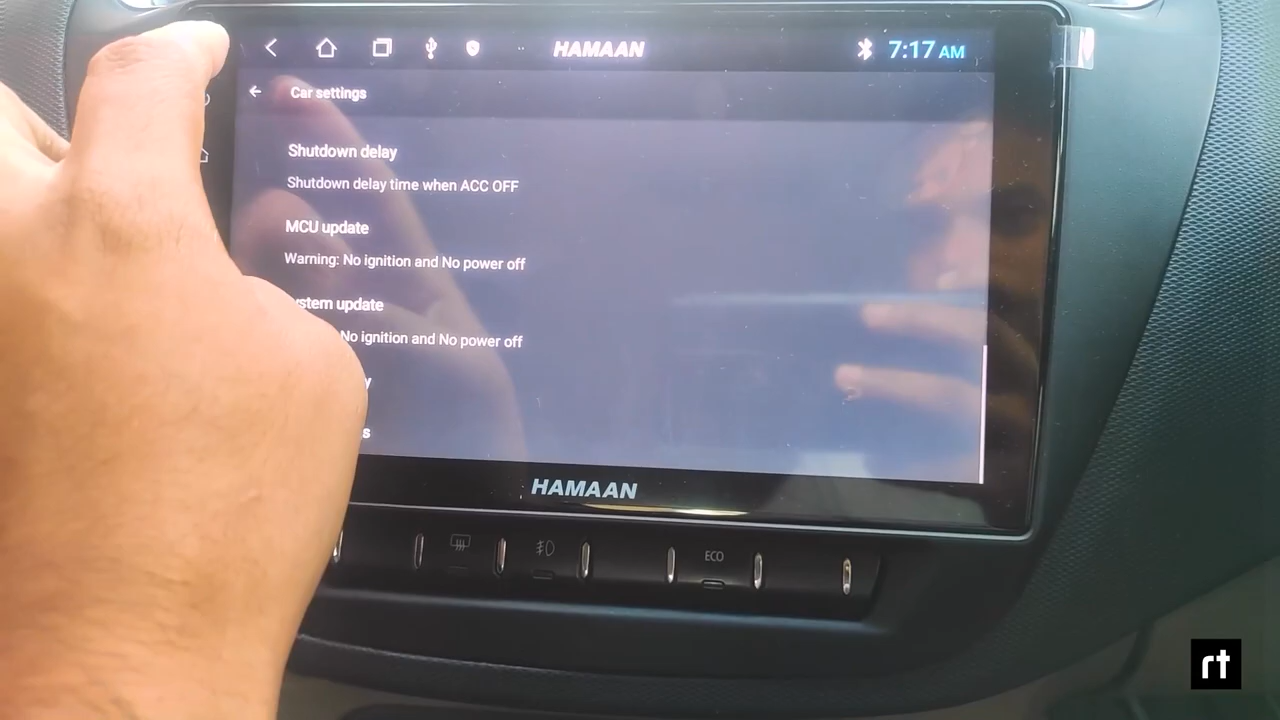 HAMAAN
7:17 AM
Car settings
Shutdown delay
Shutdown delay time when ACC OFF
MCU update
Warning: No ignition and No power off
update
No ignition and No power off
HAMAAN
ECO
rt